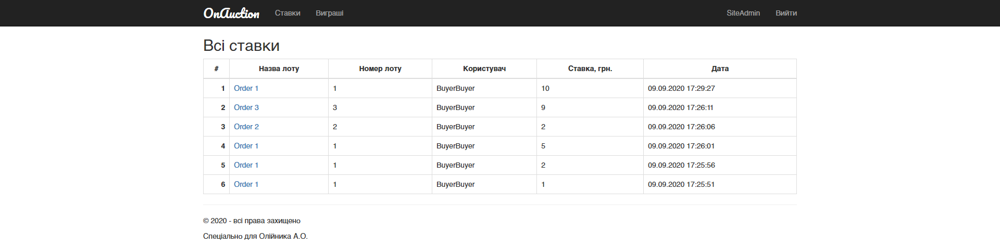 OnAuction Ставки Виграші SiteAdmin Вийти
Всі ставки
# Назва лоту Номер лоту Користувач Ставка, грн. Дата
1 Order 1 1 BuyerBuyer 10 09.09.2020 17:29:27
2 Order 3 3 BuyerBuyer 9 09.09.2020 17:26:11
3 Order 2 2 BuyerBuyer 2 09.09.2020 17:26:06
4 Order 1 1 BuyerBuyer 5 09.09.2020 17:26:01
5 Order 1 1 BuyerBuyer 2 09.09.2020 17:25:56
6 Order 1 1 BuyerBuyer 1 09.09.2020 17:25:51
© 2020 - всі права захищено
Спеціально для Олійника А.О.